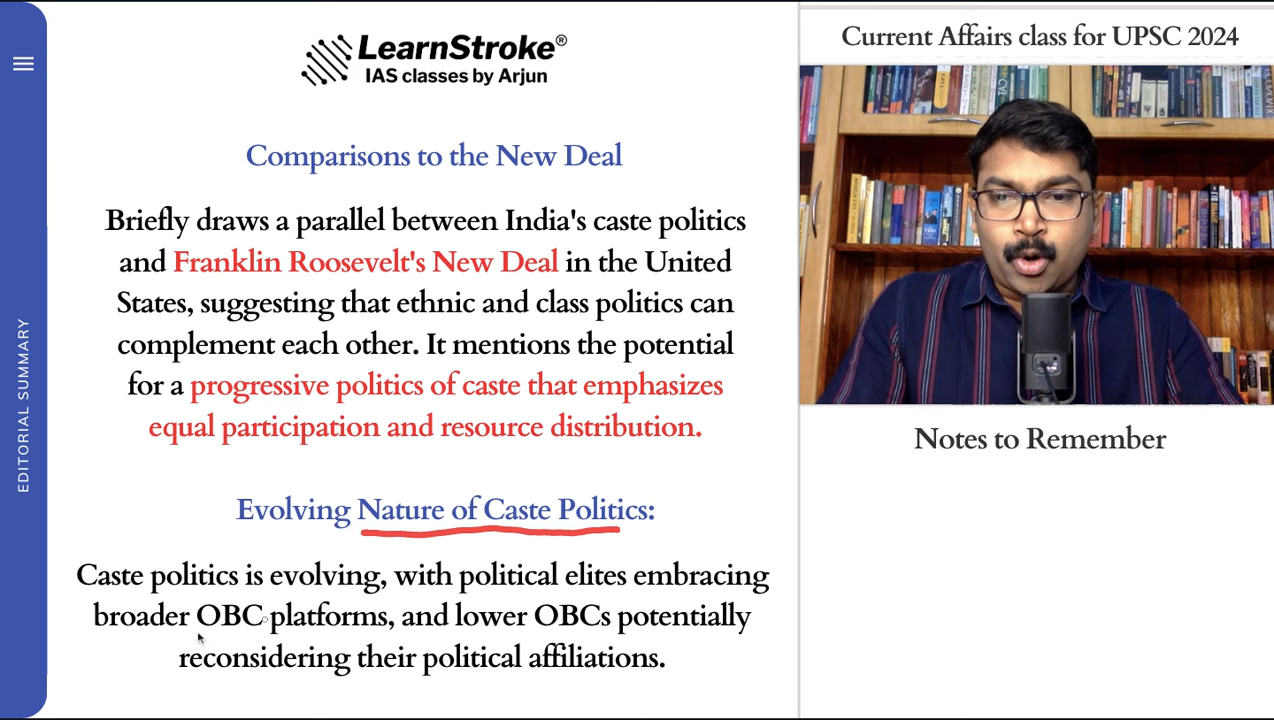 LearnStroke®
IAS classes by Arjun
Current Affairs class for UPSC 2024
Comparisons to the New Deal
Briefly draws a parallel between India's caste politics
and Franklin Roosevelt's New Deal in the United
States, suggesting that ethnic and class politics can
complement each other. It mentions the potential
for a progressive politics of caste that emphasizes
equal participation and resource distribution.
Evolving Nature of Caste Politics:
Caste politics is evolving, with political elites embracing
broader OBC platforms, and lower OBCs potentially
reconsidering their political affiliations.
EDITORIAL SUMMARY
Notes to Remember